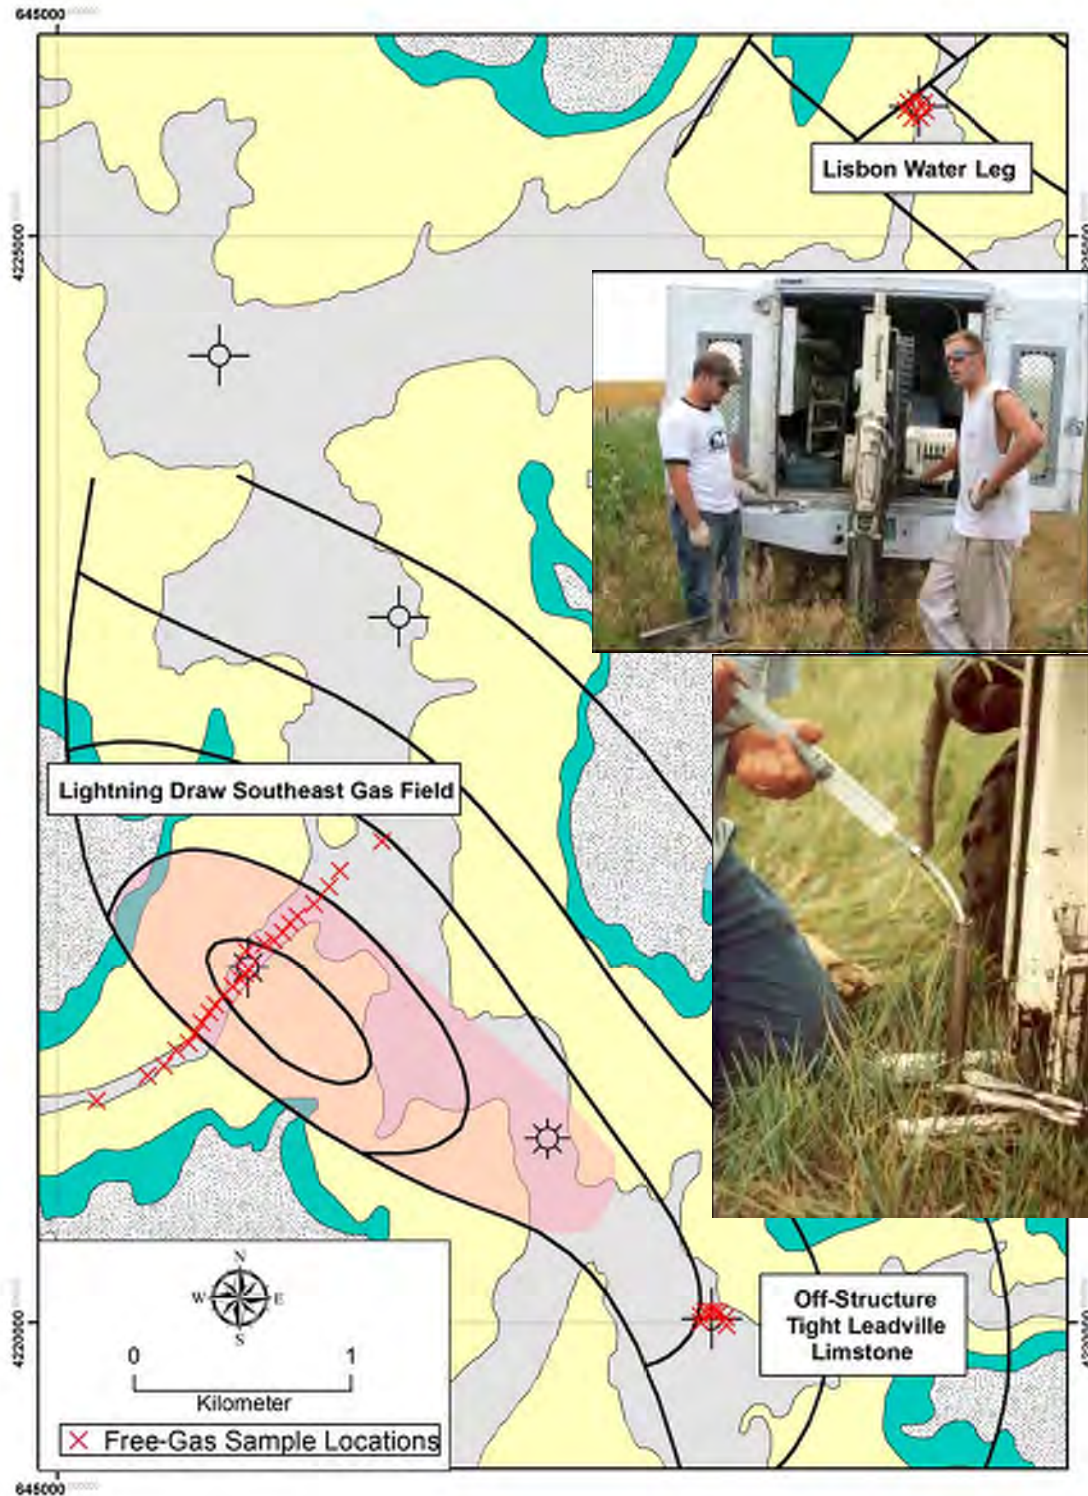 645000
4225000
Lisbon Water Leg
Lightning Draw Southeast Gas Field
N
W E
S
0 1
Kilometer
Free-Gas Sample Locations
Off-Structure
Tight Leadville
Limstone
645000